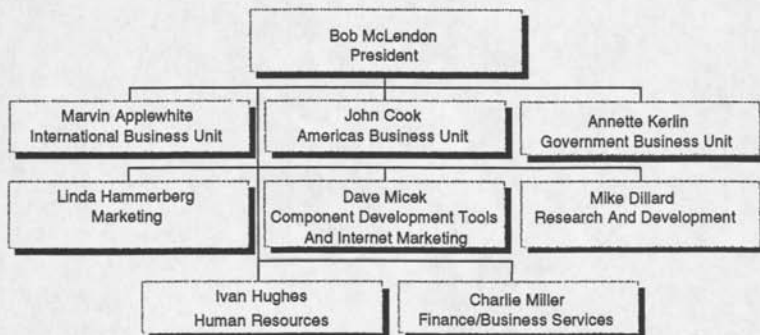 Bob McLendon
President
Marvin Applewhite
International Business Unit
John Cook
Americas Business Unit
Annette Kerlin
Government Business Unit
Linda Hammerberg
Marketing
Dave Micek
Component Development Tools
And Internet Marketing
Mike Dillard
Research And Development
Ivan Hughes
Human Resources
Charlie Miller
Finance/Business Services